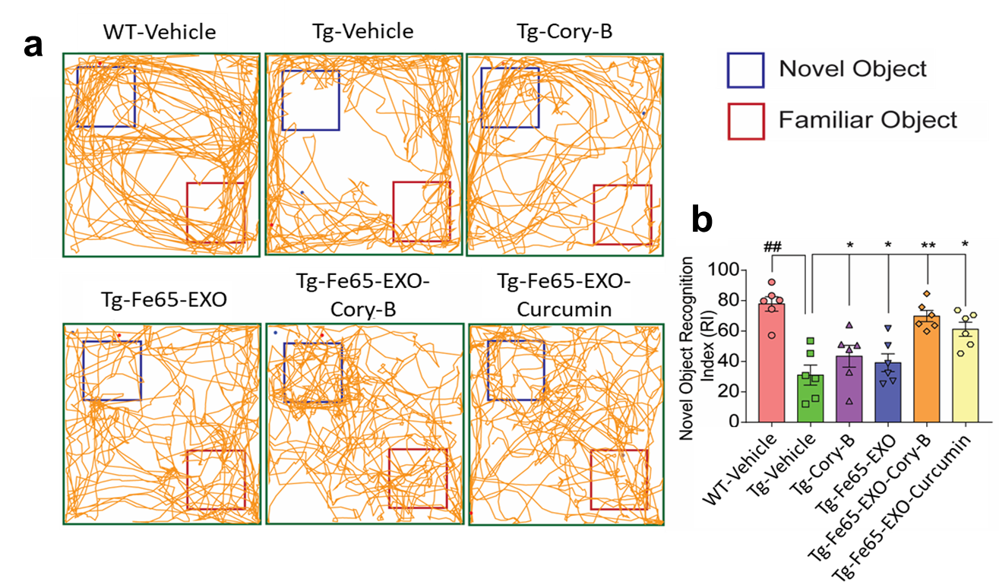 a
WT-Vehicle
Tg-Vehicle
Tg-Cory-B
Novel Object
Familiar Object
Tg-Fe65-EXO
Tg-Fe65-EXO-
Cory-B
Tg-Fe65-EXO-
Curcumin
b
Novel Object Recognition
Index (RI)
100
80
60
40
20
0
##
*
*
**
*
WT-Vehicle
Tg-Vehicle
Tg-Cory-B
Tg-Fe65-EXO
Tg-Fe65-EXO-Cory-B
Tg-Fe65-EXO-Curcumin